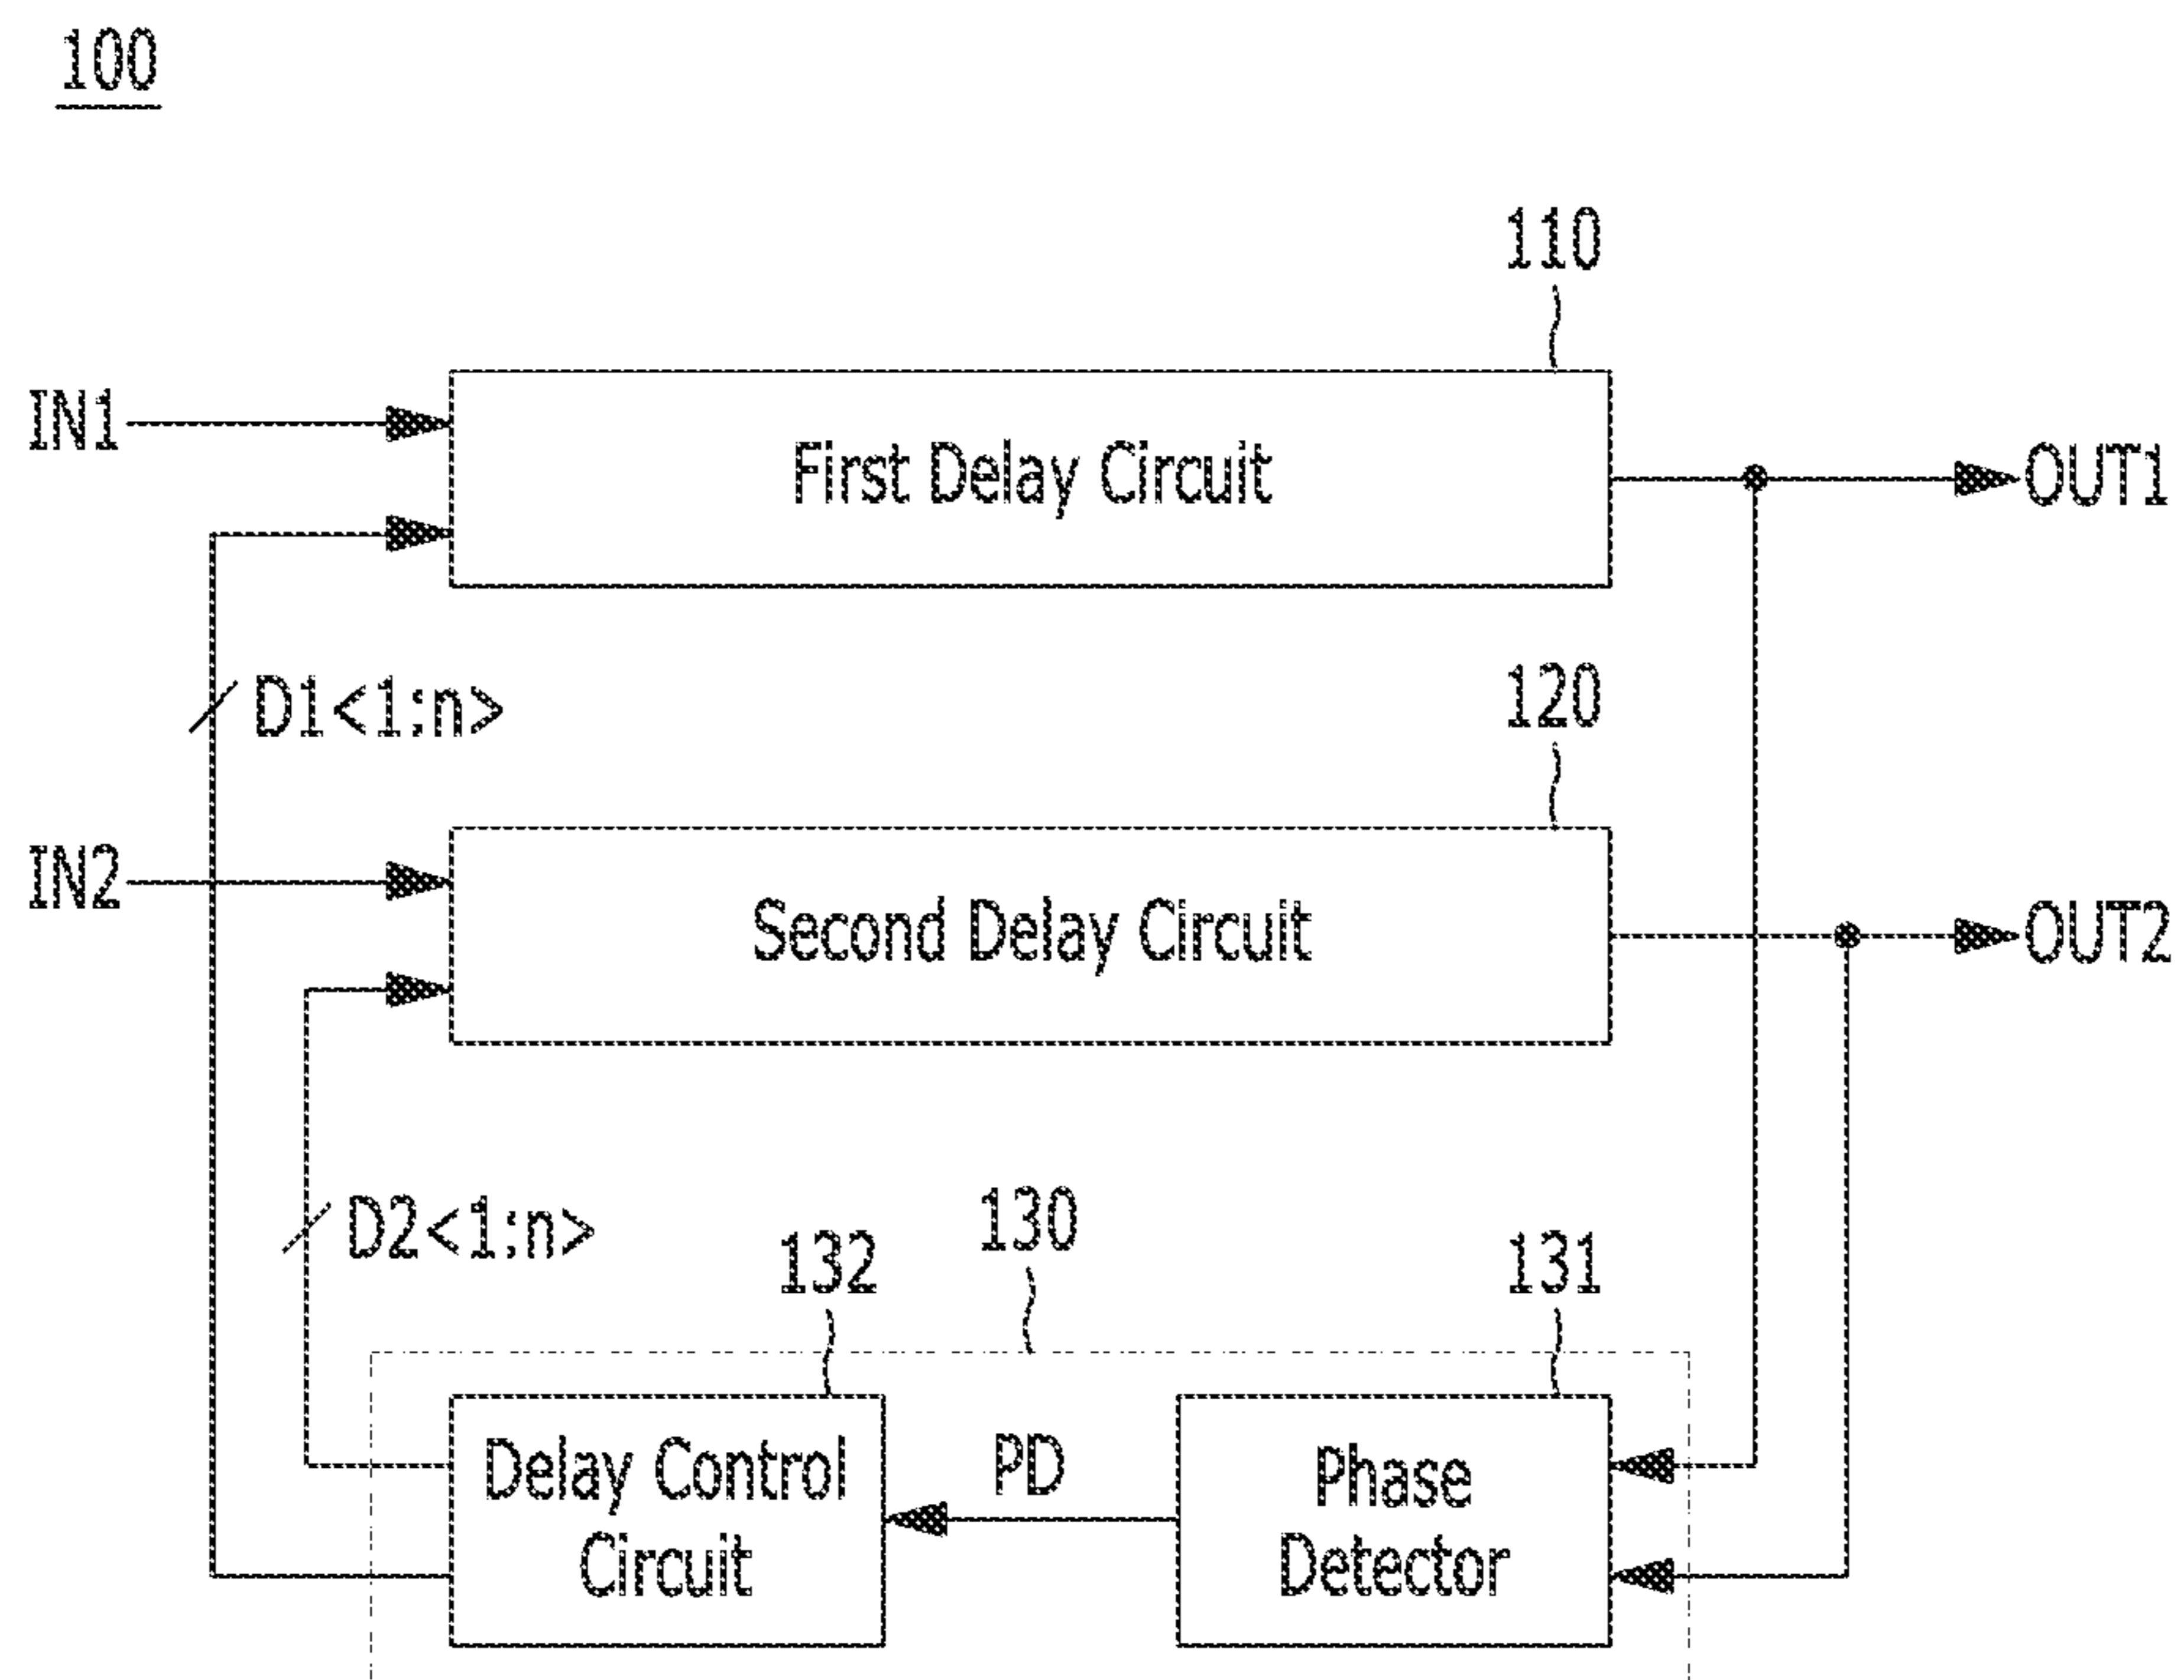 100
110
IN1
First Delay Circuit
OUT1
D1<1:n>
120
IN2
Second Delay Circuit
OUT2
D2<1:n>
130
132
131
Delay Control
Circuit
PD
Phase
Detector